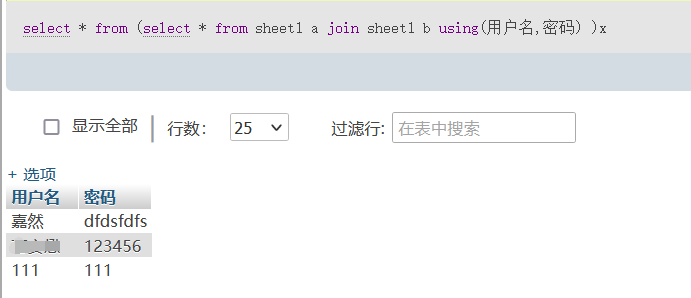 select * from (select * from sheet1 a join sheet1 b using(用户名,密码) )x
显示全部 行数: 25 过滤行: 在表中搜索
+ 选项
用户名 密码
嘉然 dfdsfdfs
123456
111 111